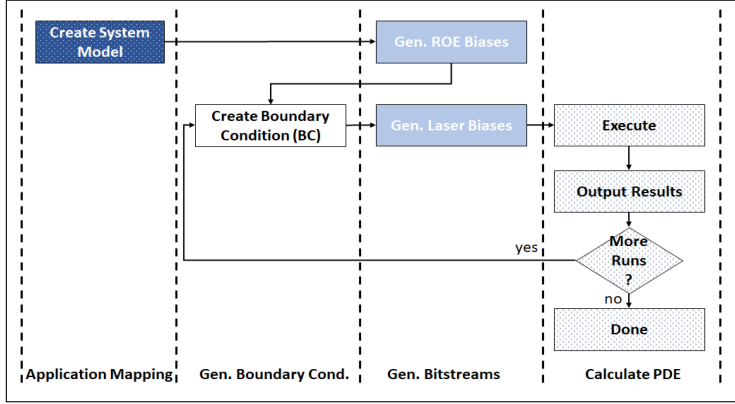 Create System
Model
Gen. ROE Biases
Create Boundary
Condition (BC)
Gen. Laser Biases
Execute
Output Results
More
Runs
?
yes
no
Done
Application Mapping
Gen. Boundary Cond.
Gen. Bitstreams
Calculate PDE